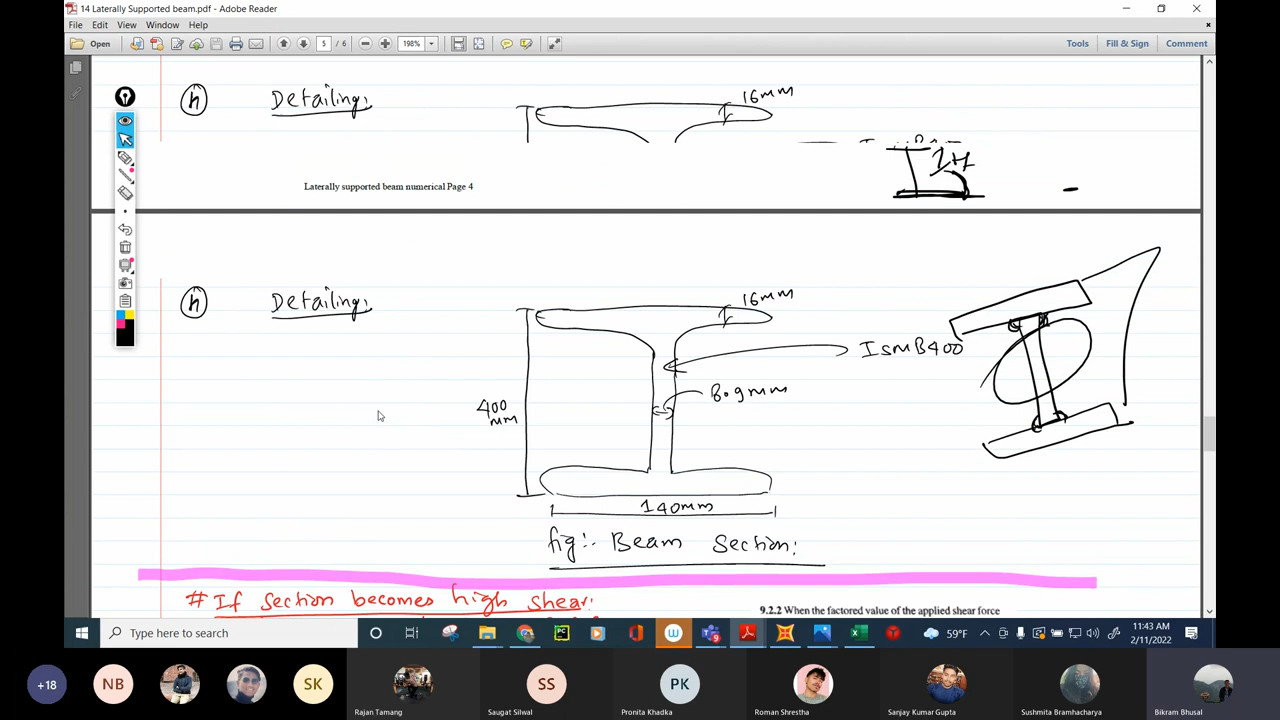 14 Laterally Supported beam.pdf - Adobe Reader
File Edit View Window Help
Open 5 / 6 198% Tools Fill & Sign Comment
h Detailing: 16mm
Laterally supported beam numerical Page 4
h Detailing: 16mm
ISMB400
8.9mm
400
mm
140mm
fig:- Beam Section:
# If section becomes high shear:
9.2.2 When the factored value of the applied shear force
Type here to search
59°F
11:43 AM
2/11/2022
+18 NB SK SS PK
Rajan Tamang Saugat Silwal Pronita Khadka Roman Shrestha Sanjay Kumar Gupta Sushmita Bramhacharya Bikram Bhusal